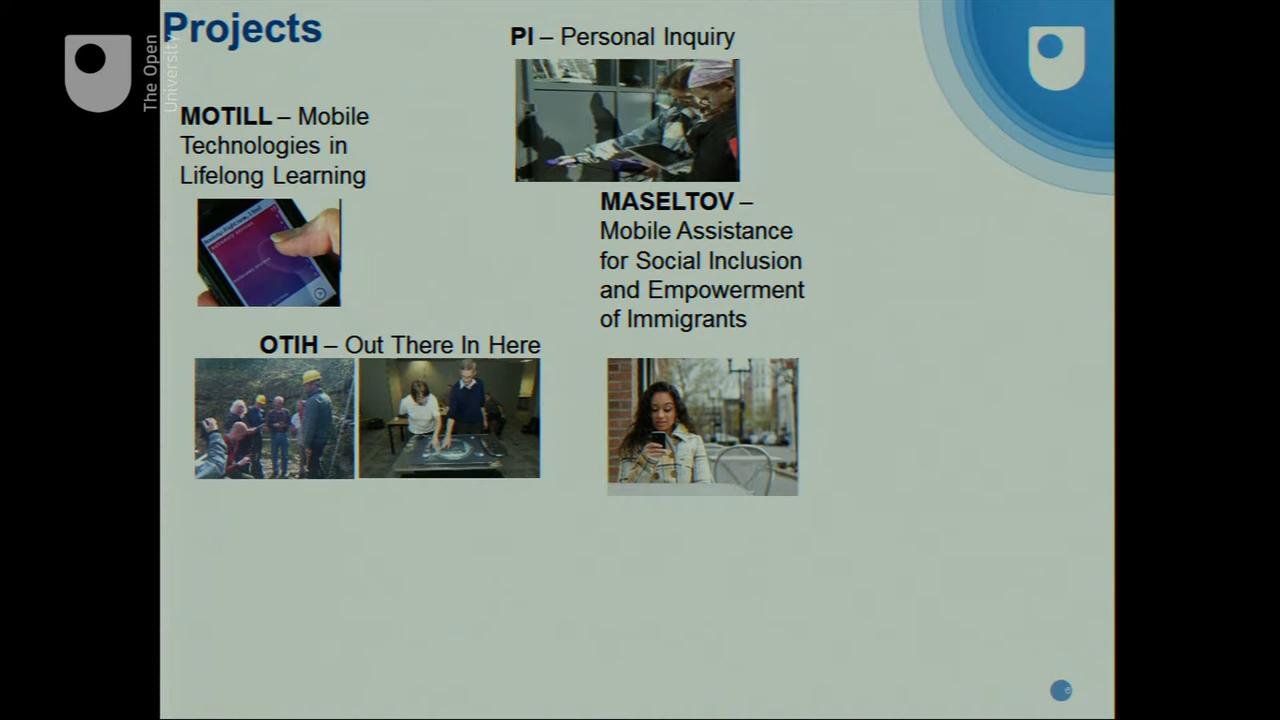 Projects
The Open
University
PI – Personal Inquiry
MOTILL – Mobile
Technologies in
Lifelong Learning
MASELTOV –
Mobile Assistance
for Social Inclusion
and Empowerment
of Immigrants
OTIH – Out There In Here